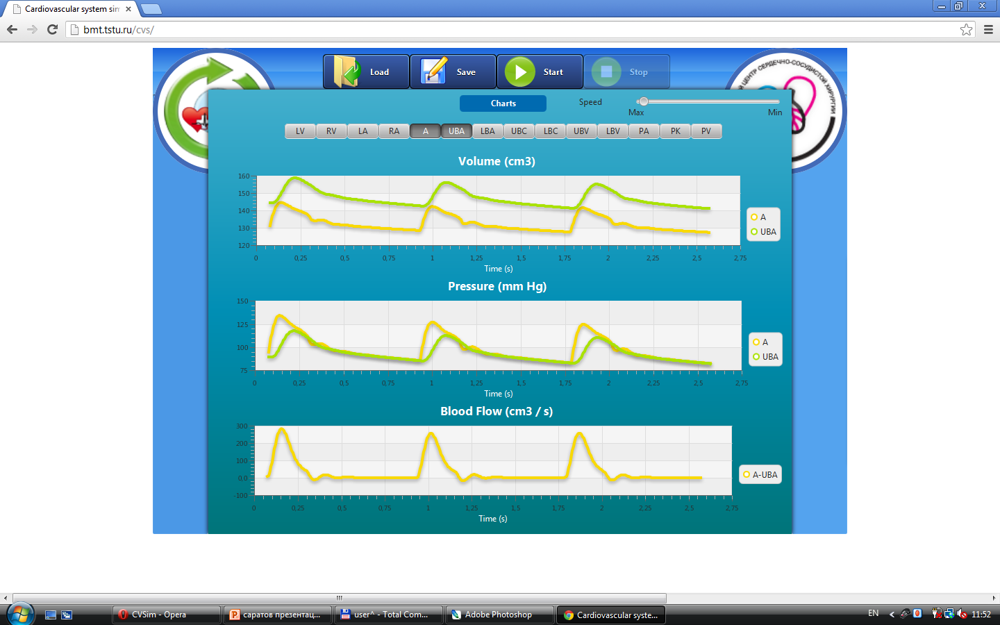 Cardiovascular system sim
bmt.tstu.ru/cvs/
Load Save Start Stop
ЦЕНТР СЕРДЕЧНО-СОСУДИСТОЙ ХИРУРГИИ
Charts Speed
Max Min
LV RV LA RA A UBA LBA UBC LBC UBV LBV PA PK PV
Volume (cm3)
160
150
140
130
120
0 0,25 0,5 0,75 1 1,25 1,5 1,75 2 2,25 2,5 2,75
Time (s)
A
UBA
Pressure (mm Hg)
150
125
100
75
0 0,25 0,5 0,75 1 1,25 1,5 1,75 2 2,25 2,5 2,75
Time (s)
A
UBA
Blood Flow (cm3 / s)
300
200
100
0,0
-100
0 0,25 0,5 0,75 1 1,25 1,5 1,75 2 2,25 2,5 2,75
Time (s)
A-UBA
CVSim - Opera саратов презентац... user^ - Total Com... Adobe Photoshop Cardiovascular syste... EN 11:52